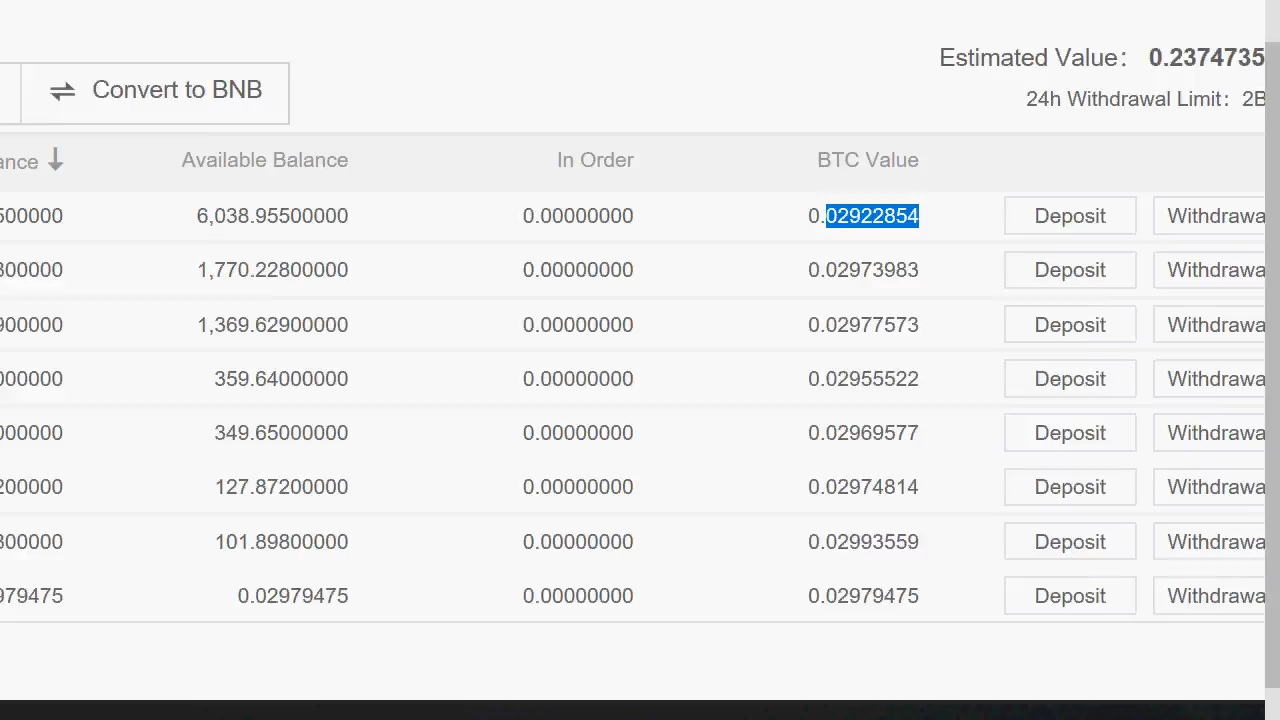 Estimated Value: 0.2374735
Convert to BNB
24h Withdrawal Limit: 2B
ance Available Balance In Order BTC Value
500000 6,038.95500000 0.00000000 0.02922854 Deposit Withdrawa
800000 1,770.22800000 0.00000000 0.02973983 Deposit Withdrawa
900000 1,369.62900000 0.00000000 0.02977573 Deposit Withdrawa
000000 359.64000000 0.00000000 0.02955522 Deposit Withdrawa
000000 349.65000000 0.00000000 0.02969577 Deposit Withdrawa
200000 127.87200000 0.00000000 0.02974814 Deposit Withdrawa
800000 101.89800000 0.00000000 0.02993559 Deposit Withdrawa
979475 0.02979475 0.00000000 0.02979475 Deposit Withdrawa